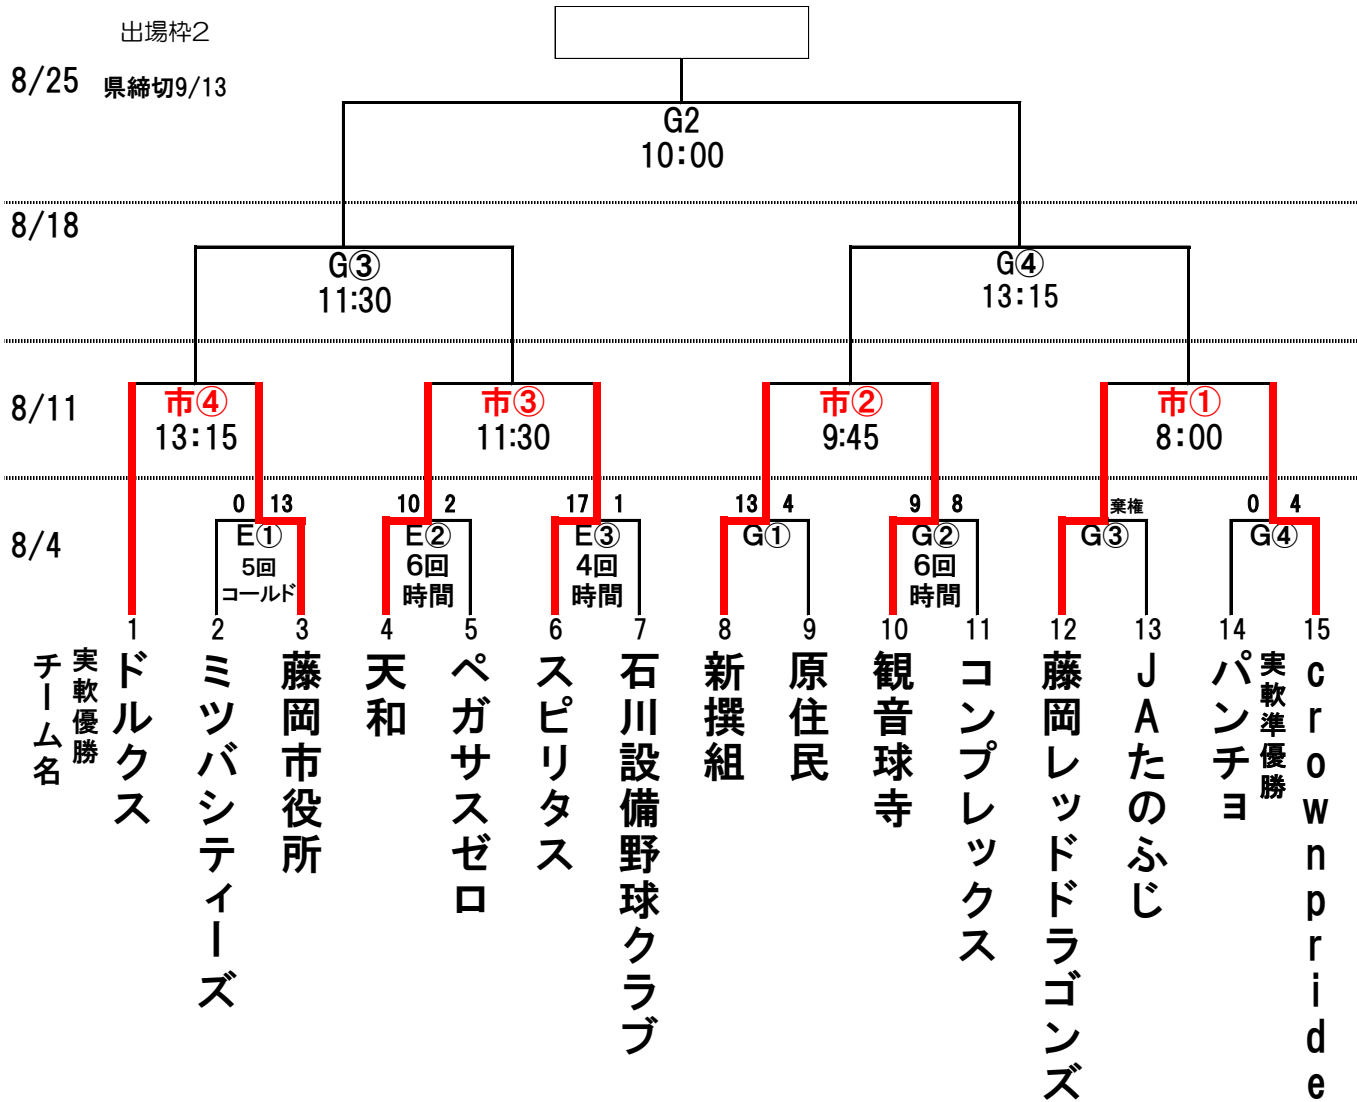 出場枠2
8/25 県締切9/13
G2
10:00
8/18
G③
11:30
G④
13:15
8/11
市④
13:15
市③
11:30
市②
9:45
市①
8:00
8/4
0 13
E①
5回
コールド
10 2
E②
6回
時間
17 1
E③
4回
時間
13 4
G①
9 8
G②
6回
時間
棄権
G③
0 4
G④
1 2 3 4 5 6 7 8 9 10 11 12 13 14 15
チーム名
実軟優勝
ドルクス
ミツバシティーズ
藤岡市役所
天和
ペガサスゼロ
スピリタス
石川設備野球クラブ
新撰組
原住民
観音球寺
コンプレックス
藤岡レッドドラゴンズ
JAたのふじ
パンチョ
実軟準優勝
crownpride